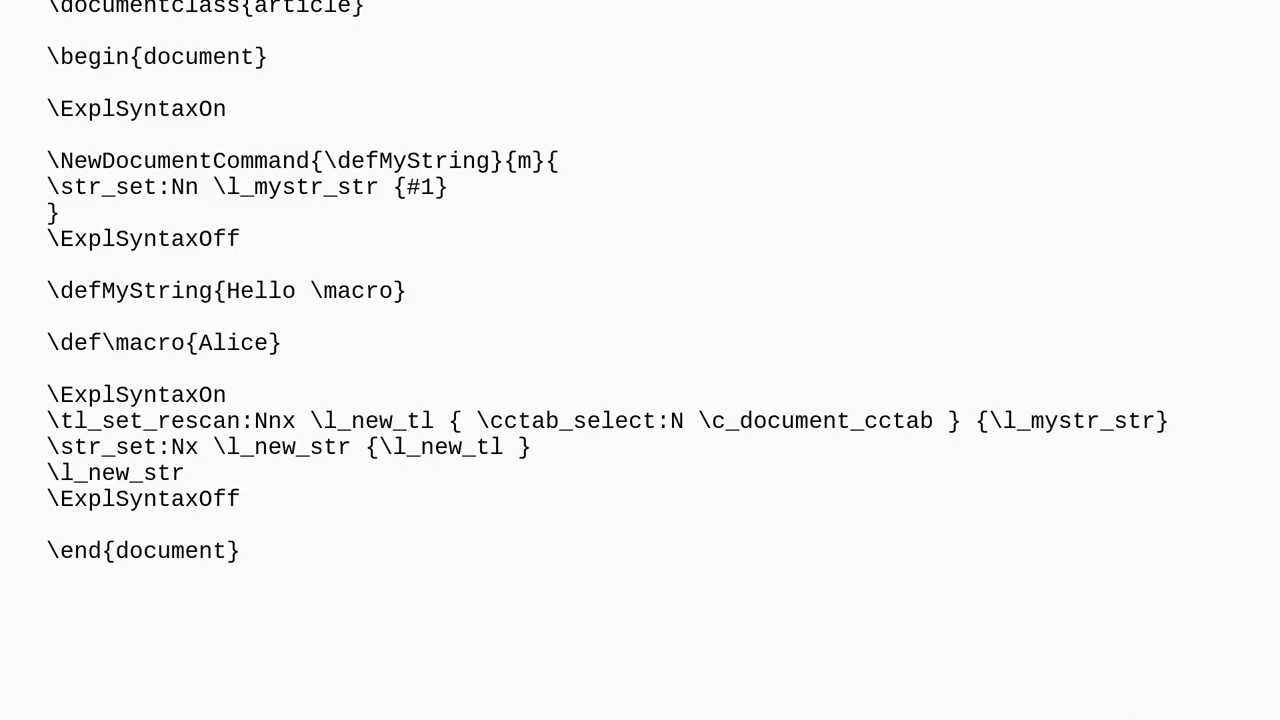 \documentclass{article}
\begin{document}
\ExplSyntaxOn
\NewDocumentCommand{\defMyString}{m}{
\str_set:Nn \l_mystr_str {#1}
}
\ExplSyntaxOff
\defMyString{Hello \macro}
\def\macro{Alice}
\ExplSyntaxOn
\tl_set_rescan:Nnx \l_new_tl { \cctab_select:N \c_document_cctab } {\l_mystr_str}
\str_set:Nx \l_new_str {\l_new_tl }
\l_new_str
\ExplSyntaxOff
\end{document}